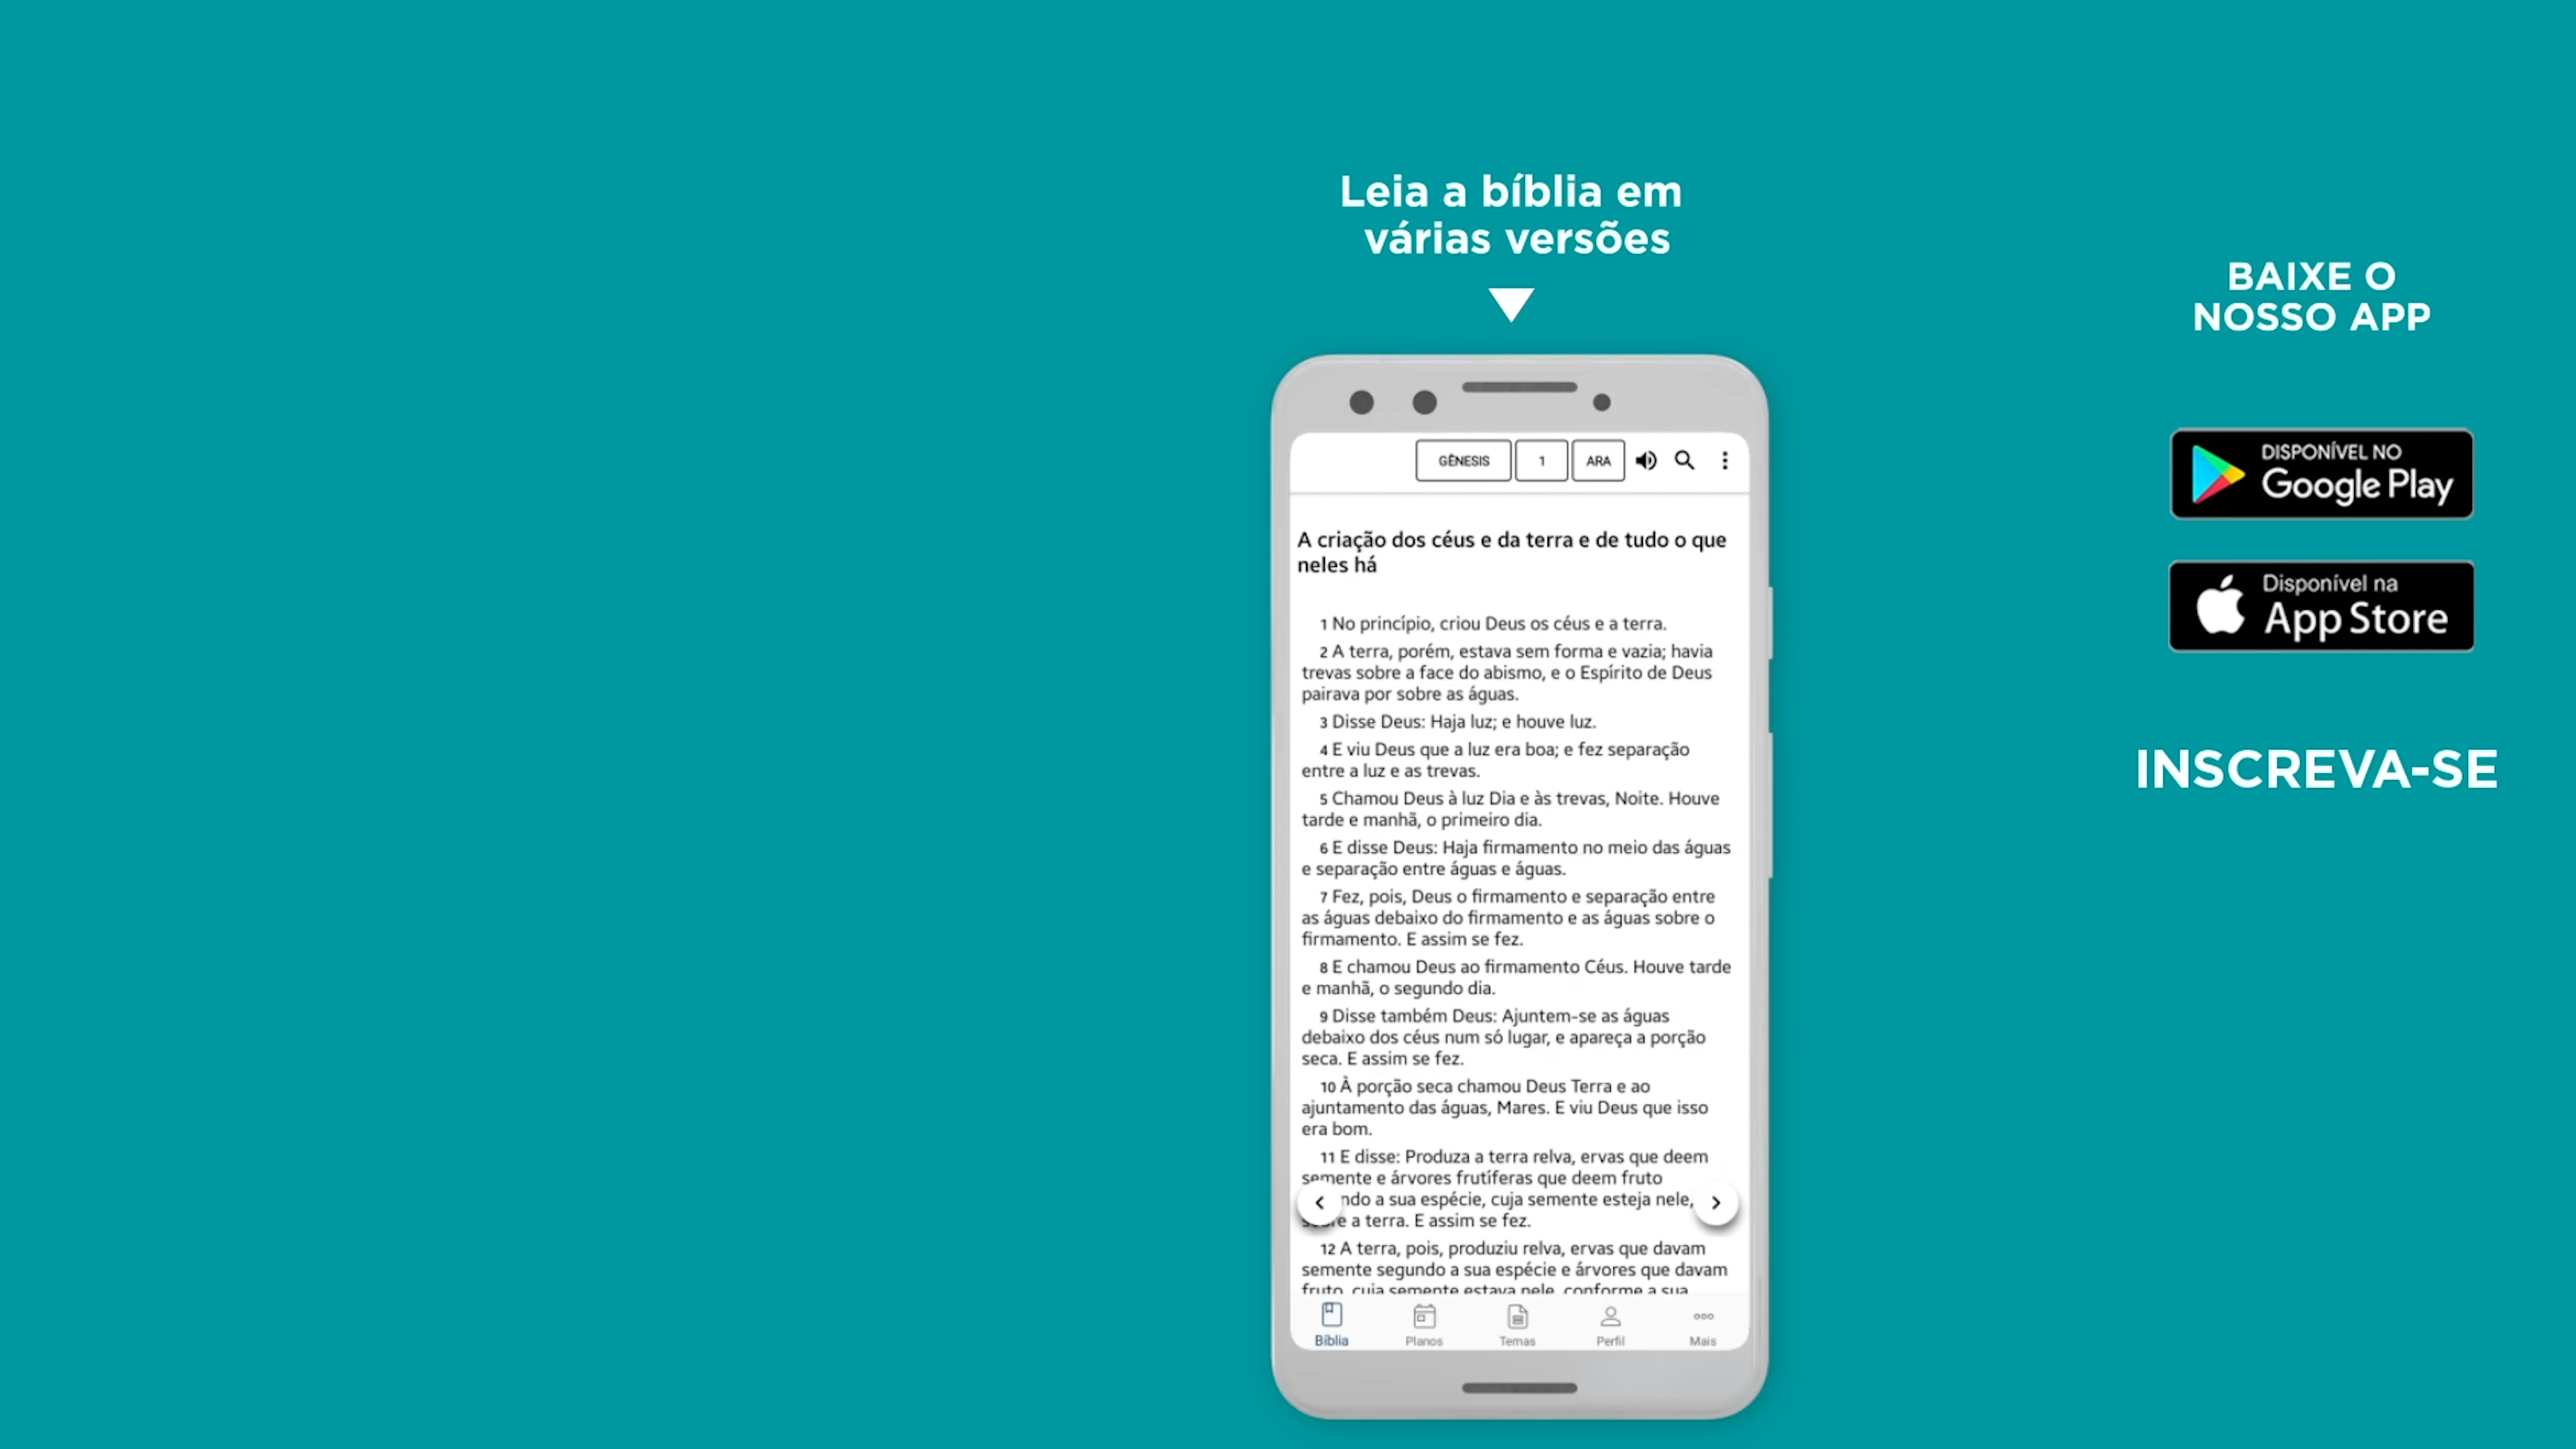 Leia a bíblia em
várias versões
BAIXE O
NOSSO APP
DISPONÍVEL NO
Google Play
Disponível na
App Store
INSCREVA-SE
GÊNESIS 1 ARA
A criação dos céus e da terra e de tudo o que
neles há
1 No princípio, criou Deus os céus e a terra.
2 A terra, porém, estava sem forma e vazia; havia
trevas sobre a face do abismo, e o Espírito de Deus
pairava por sobre as águas.
3 Disse Deus: Haja luz; e houve luz.
4 E viu Deus que a luz era boa; e fez separação
entre a luz e as trevas.
5 Chamou Deus à luz Dia e às trevas, Noite. Houve
tarde e manhã, o primeiro dia.
6 E disse Deus: Haja firmamento no meio das águas
e separação entre águas e águas.
7 Fez, pois, Deus o firmamento e separação entre
as águas debaixo do firmamento e as águas sobre o
firmamento. E assim se fez.
8 E chamou Deus ao firmamento Céus. Houve tarde
e manhã, o segundo dia.
9 Disse também Deus: Ajuntem-se as águas
debaixo dos céus num só lugar, e apareça a porção
seca. E assim se fez.
10 À porção seca chamou Deus Terra e ao
ajuntamento das águas, Mares. E viu Deus que isso
era bom.
11 E disse: Produza a terra relva, ervas que deem
semente e árvores frutíferas que deem fruto
a sua espécie, cuja semente esteja nele,
a terra. E assim se fez.
12 A terra, pois, produziu relva, ervas que davam
semente segundo a sua espécie e árvores que davam
fruto, cuja semente estava nele, conforme a sua
Bíblia Planos Temas Perfil Mais